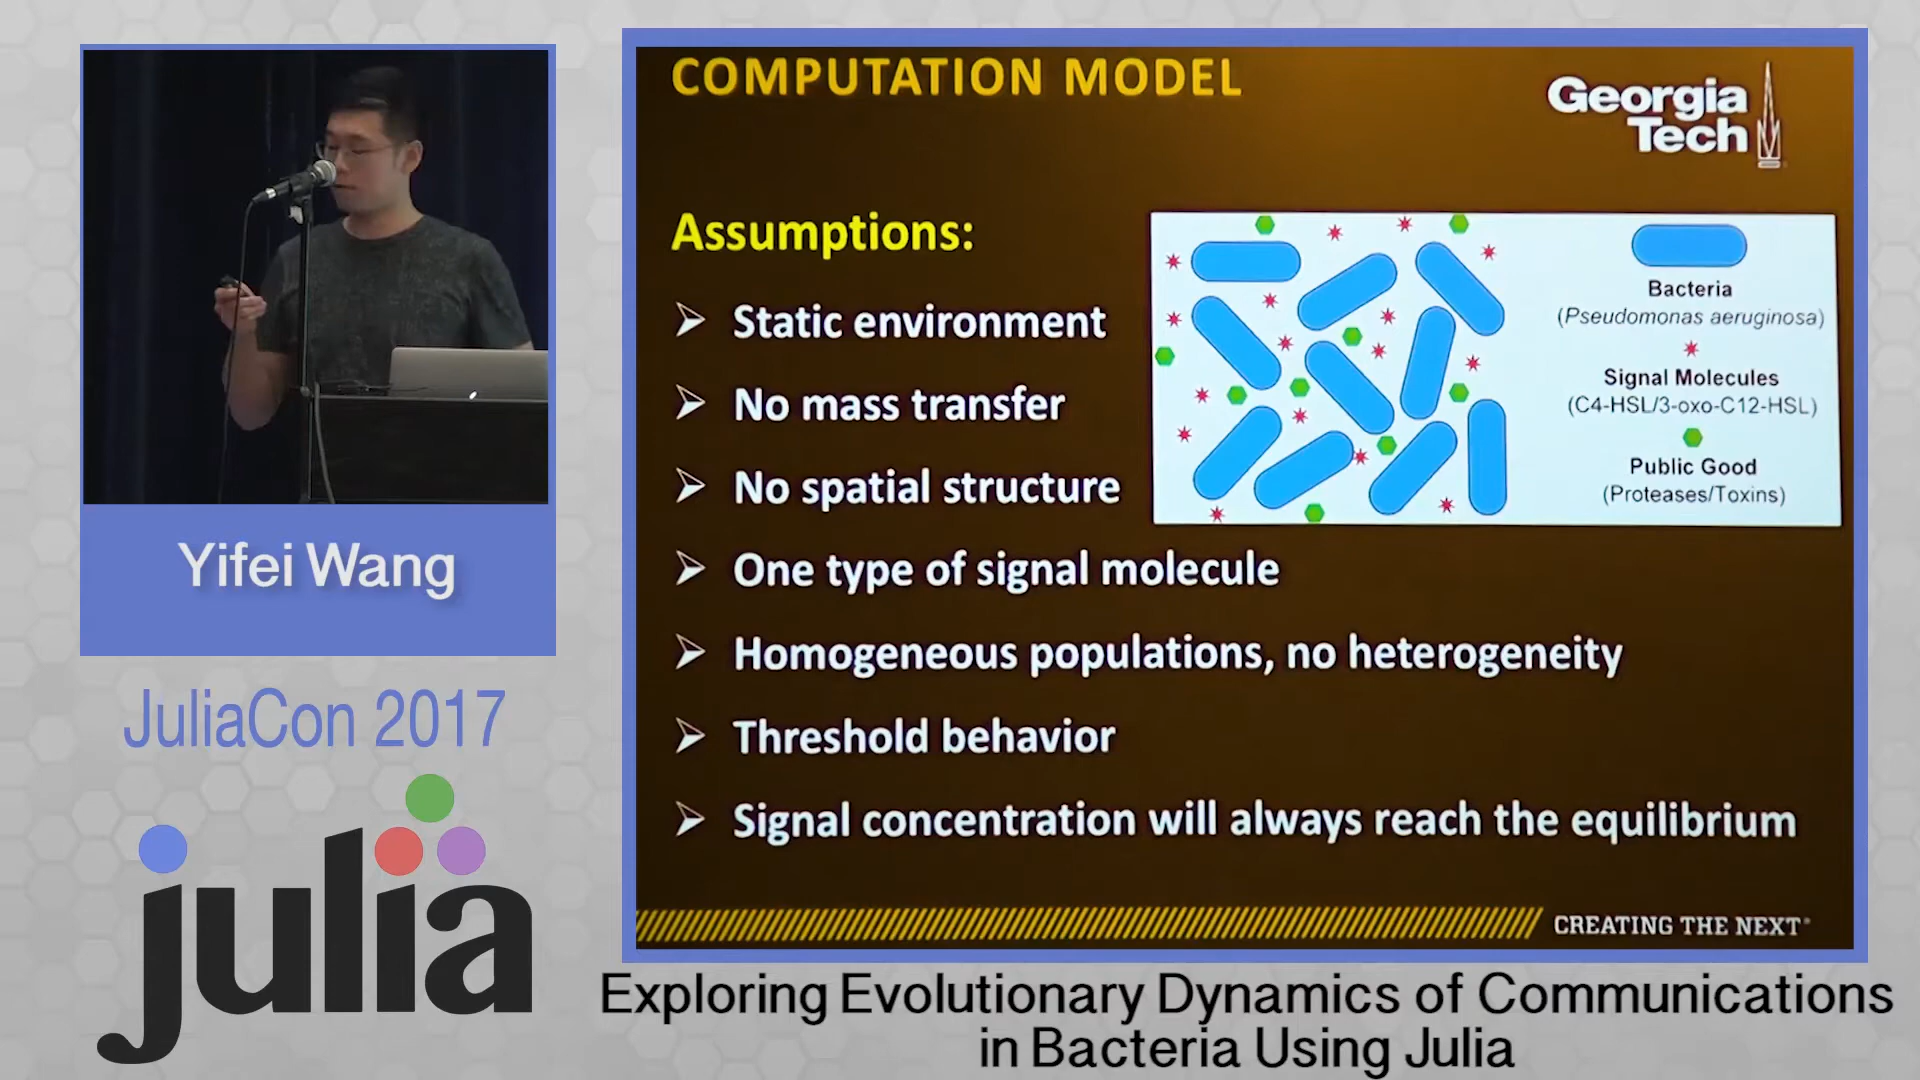 COMPUTATION MODEL
Georgia
Tech
Assumptions:
Static environment
No mass transfer
No spatial structure
One type of signal molecule
Homogeneous populations, no heterogeneity
Threshold behavior
Signal concentration will always reach the equilibrium
Bacteria
(Pseudomonas aeruginosa)
Signal Molecules
(C4-HSL/3-oxo-C12-HSL)
Public Good
(Proteases/Toxins)
CREATING THE NEXT
Yifei Wang
JuliaCon 2017
julia
Exploring Evolutionary Dynamics of Communications
in Bacteria Using Julia